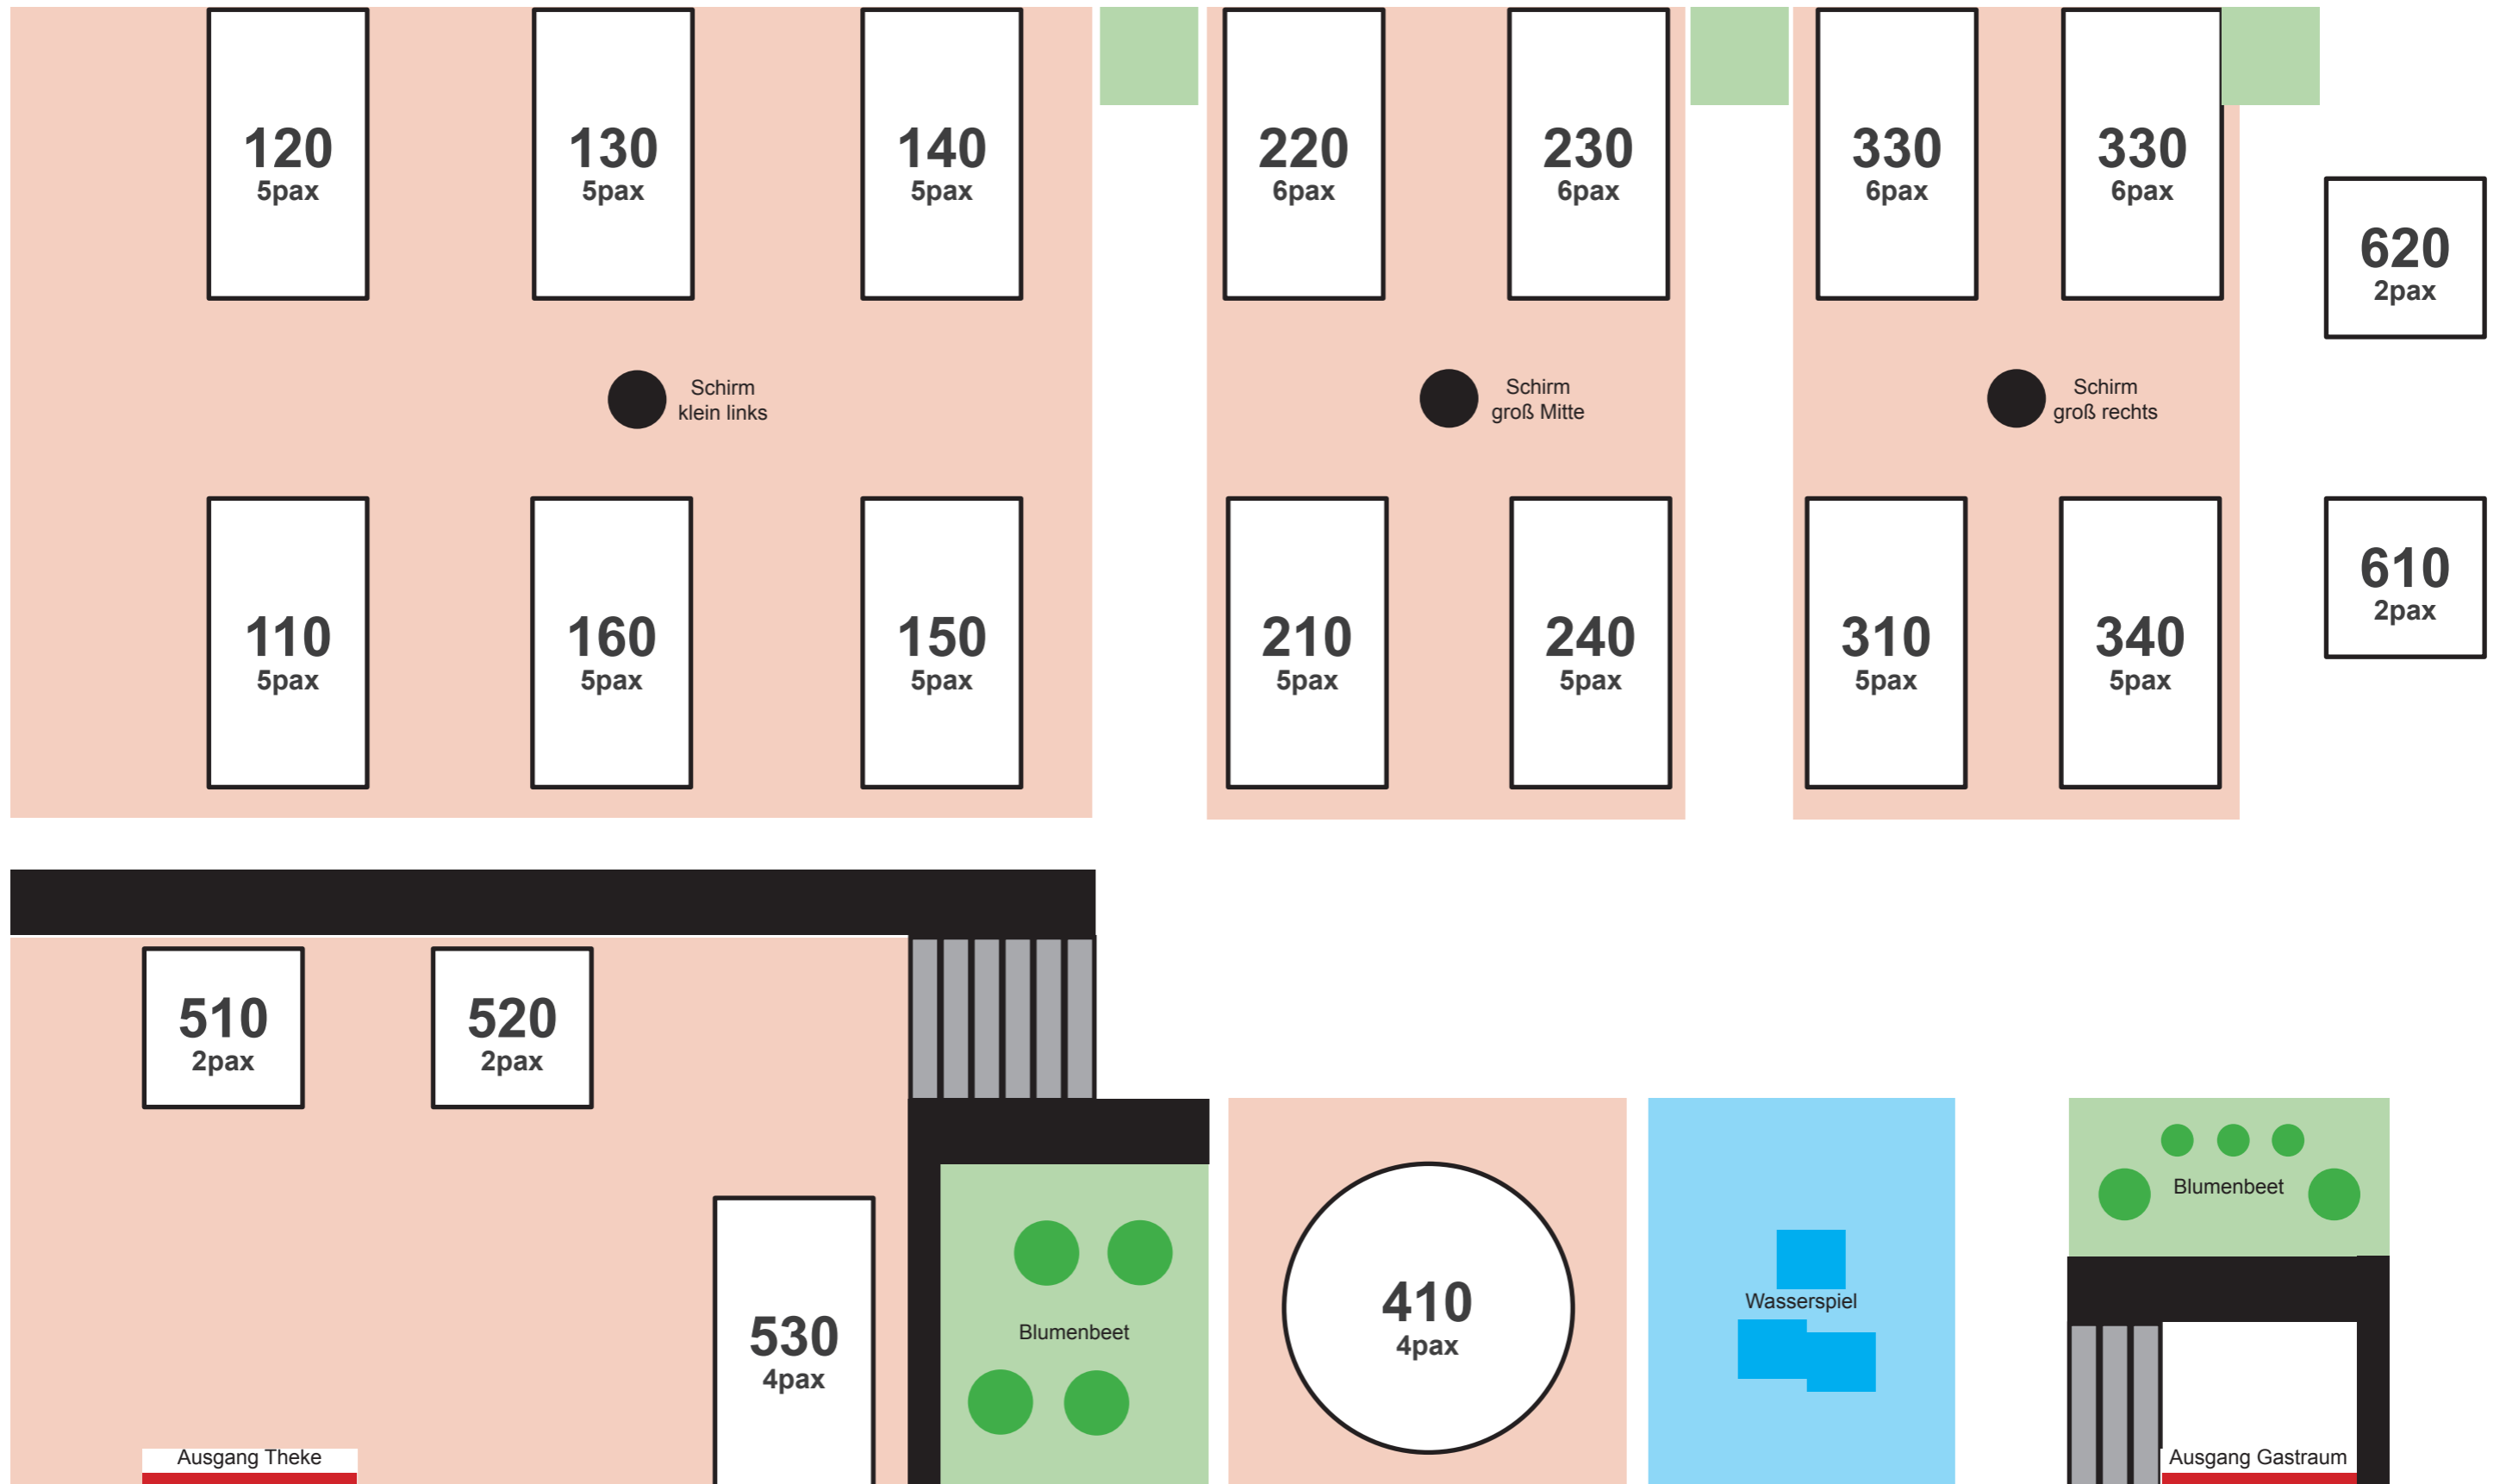 120
5pax
130
5pax
140
5pax
220
6pax
230
6pax
330
6pax
330
6pax
620
2pax
Schirm
klein links
Schirm
groß Mitte
Schirm
groß rechts
110
5pax
160
5pax
150
5pax
210
5pax
240
5pax
310
5pax
340
5pax
610
2pax
510
2pax
520
2pax
530
4pax
Blumenbeet
410
4pax
Wasserspiel
Blumenbeet
Ausgang Theke
Ausgang Gastraum